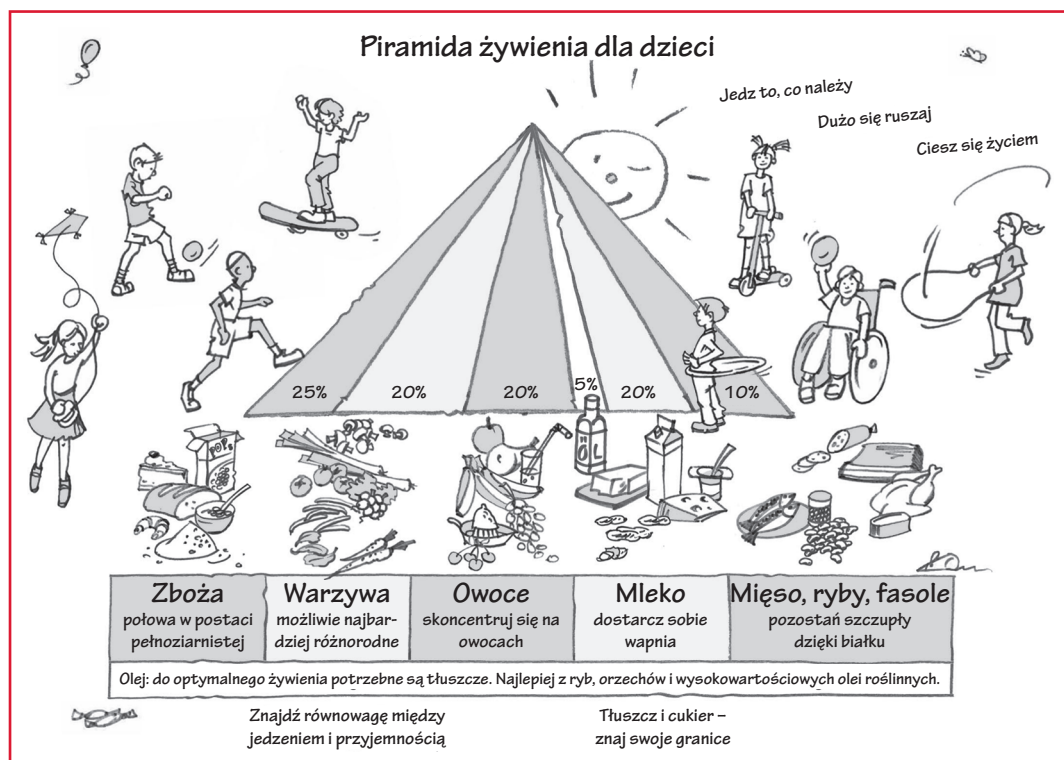 Piramida żywienia dla dzieci
Jedz to, co należy
Dużo się ruszaj
Ciesz się życiem
25%
20%
20%
5%
20%
10%
POPs
ÖL
Zboża
połowa w postaci
pełnoziarnistej
Warzywa
możliwie najbar-
dziej różnorodne
Owoce
skoncentruj się na
owocach
Mleko
dostarcz sobie
wapnia
Mięso, ryby, fasole
pozostań szczupły
dzięki białku
Olej: do optymalnego żywienia potrzebne są tłuszcze. Najlepiej z ryb, orzechów i wysokowartościowych olei roślinnych.
Znajdź równowagę między
jedzeniem i przyjemnością
Tłuszcz i cukier –
znaj swoje granice